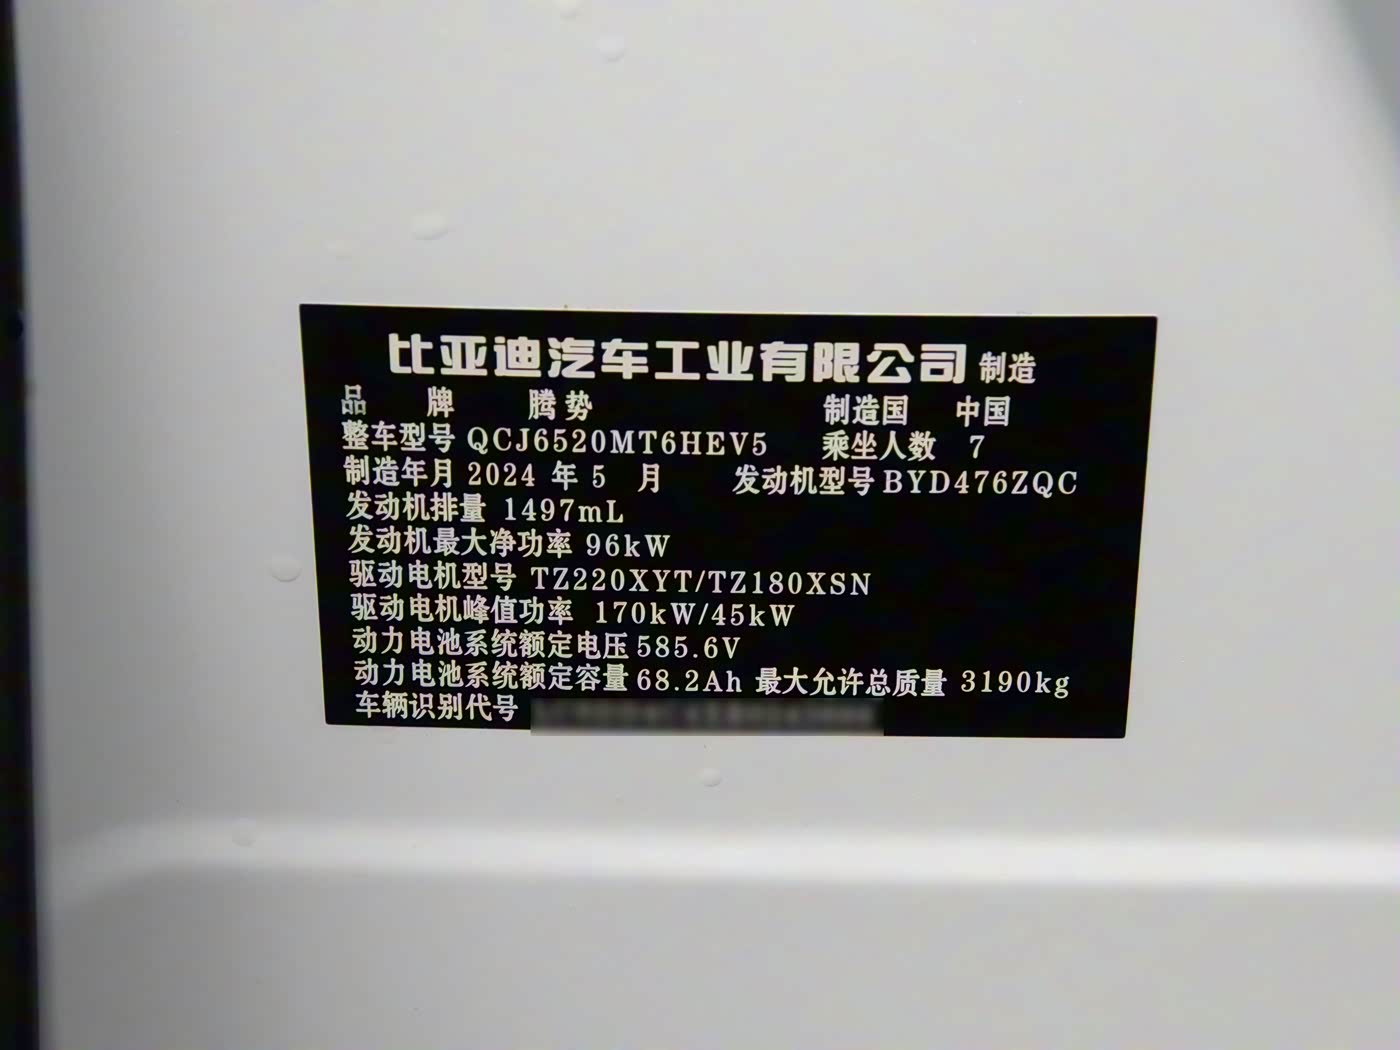 比亚迪汽车工业有限公司 制造
品 牌 腾势 制造国 中国
整车型号 QCJ6520MT6HEV5 乘坐人数 7
制造年月 2024 年 5 月 发动机型号 BYD476ZQC
发动机排量 1497mL
发动机最大净功率 96kW
驱动电机型号 TZ220XYT/TZ180XSN
驱动电机峰值功率 170kW/45kW
动力电池系统额定电压 585.6V
动力电池系统额定容量 68.2Ah 最大允许总质量 3190kg
车辆识别代号